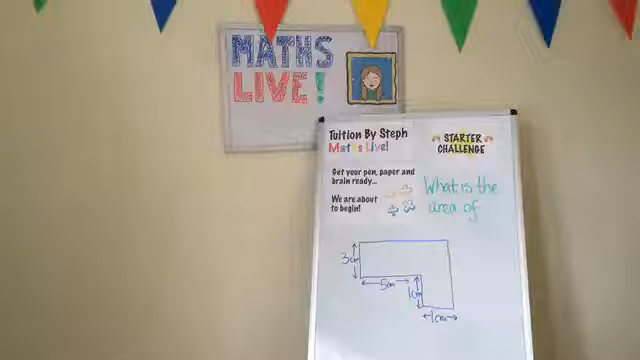 MATHS
LIVE!
Tuition By Steph
Maths Live!
STARTER
CHALLENGE
Get your pen, paper and
brain ready...
We are about
to begin!
What is the
area of
3cm
5cm
1cm
1cm